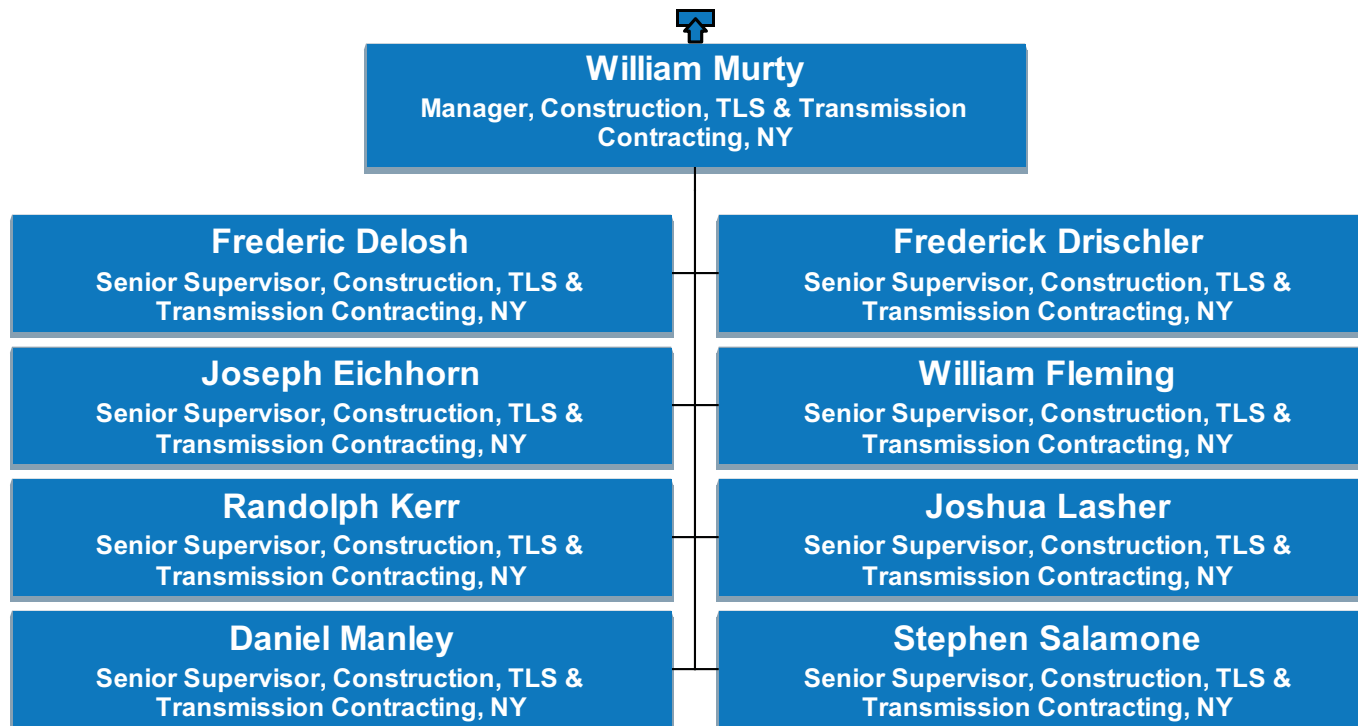 William Murty
Manager, Construction, TLS & Transmission
Contracting, NY
Frederic Delosh
Senior Supervisor, Construction, TLS &
Transmission Contracting, NY
Frederick Drischler
Senior Supervisor, Construction, TLS &
Transmission Contracting, NY
Joseph Eichhorn
Senior Supervisor, Construction, TLS &
Transmission Contracting, NY
William Fleming
Senior Supervisor, Construction, TLS &
Transmission Contracting, NY
Randolph Kerr
Senior Supervisor, Construction, TLS &
Transmission Contracting, NY
Joshua Lasher
Senior Supervisor, Construction, TLS &
Transmission Contracting, NY
Daniel Manley
Senior Supervisor, Construction, TLS &
Transmission Contracting, NY
Stephen Salamone
Senior Supervisor, Construction, TLS &
Transmission Contracting, NY